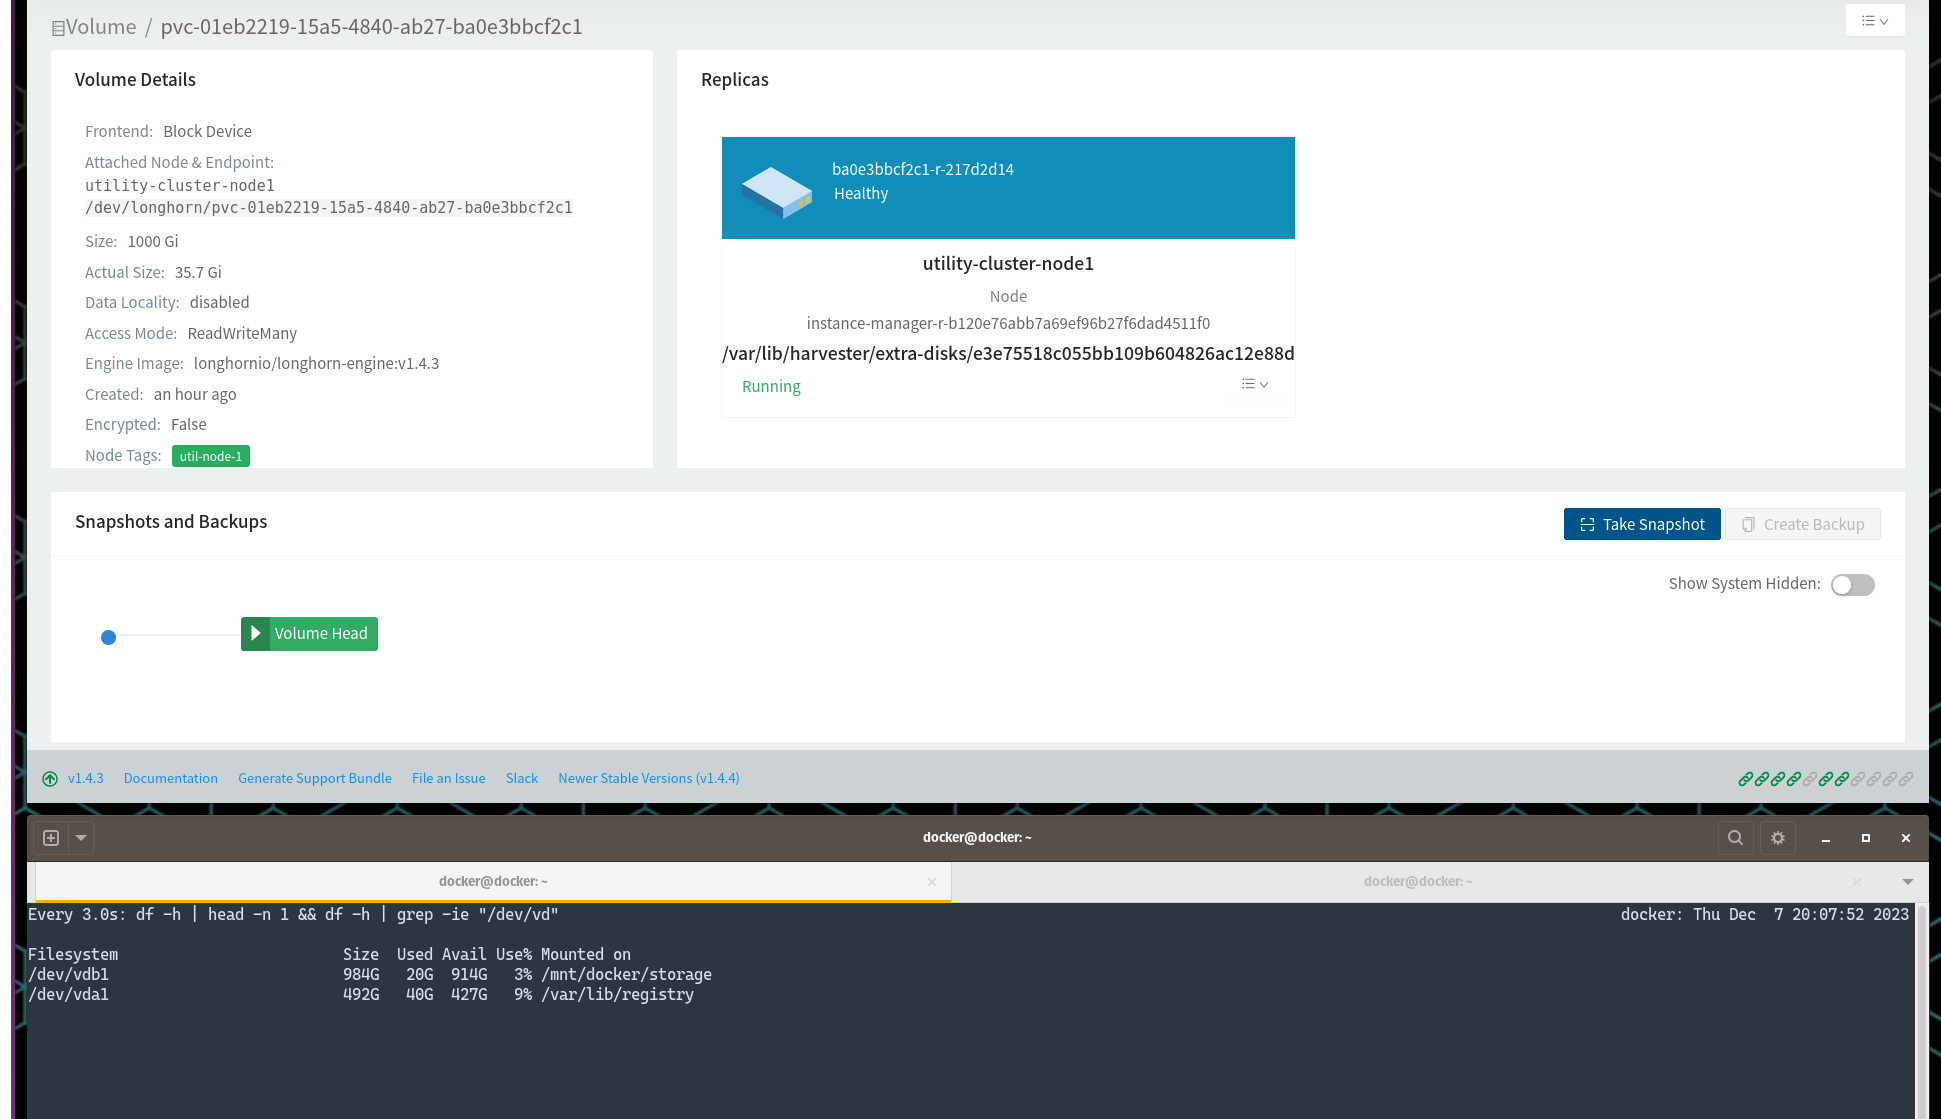 Volume / pvc-01eb2219-15a5-4840-ab27-ba0e3bbcf2c1
Volume Details
Frontend: Block Device
Attached Node & Endpoint:
utility-cluster-node1
/dev/longhorn/pvc-01eb2219-15a5-4840-ab27-ba0e3bbcf2c1
Size: 1000 Gi
Actual Size: 35.7 Gi
Data Locality: disabled
Access Mode: ReadWriteMany
Engine Image: longhornio/longhorn-engine:v1.4.3
Created: an hour ago
Encrypted: False
Node Tags: util-node-1
Replicas
ba0e3bbcf2c1-r-217d2d14
Healthy
utility-cluster-node1
Node
instance-manager-r-b120e76abb7a69ef96b27f6dad4511f0
/var/lib/harvester/extra-disks/e3e75518c055bb109b604826ac12e88d
Running
Snapshots and Backups
Take Snapshot Create Backup
Show System Hidden:
Volume Head
v1.4.3 Documentation Generate Support Bundle File an Issue Slack Newer Stable Versions (v1.4.4)
docker@docker: ~
docker@docker: ~ docker@docker: ~
Every 3.0s: df -h | head -n 1 && df -h | grep -ie "/dev/vd" docker: Thu Dec  7 20:07:52 2023
Filesystem Size Used Avail Use% Mounted on
/dev/vdb1 984G 20G 914G 3% /mnt/docker/storage
/dev/vda1 492G 40G 427G 9% /var/lib/registry